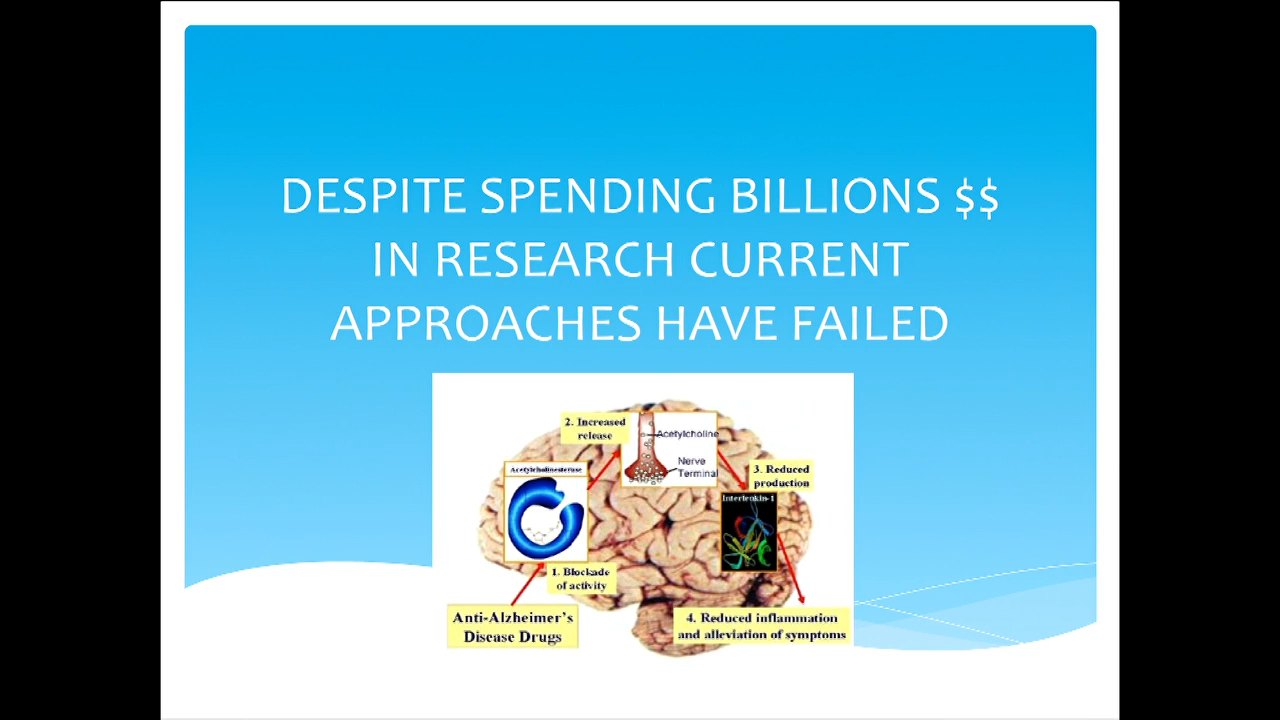 DESPITE SPENDING BILLIONS $$
IN RESEARCH CURRENT
APPROACHES HAVE FAILED
2. Increased
release
Acetylcholine
Nerve
Terminal
Acetylcholinesterase
3. Reduced
production
Interleukin-1
1. Blockade
of activity
Anti-Alzheimer's
Disease Drugs
4. Reduced inflammation
and alleviation of symptoms